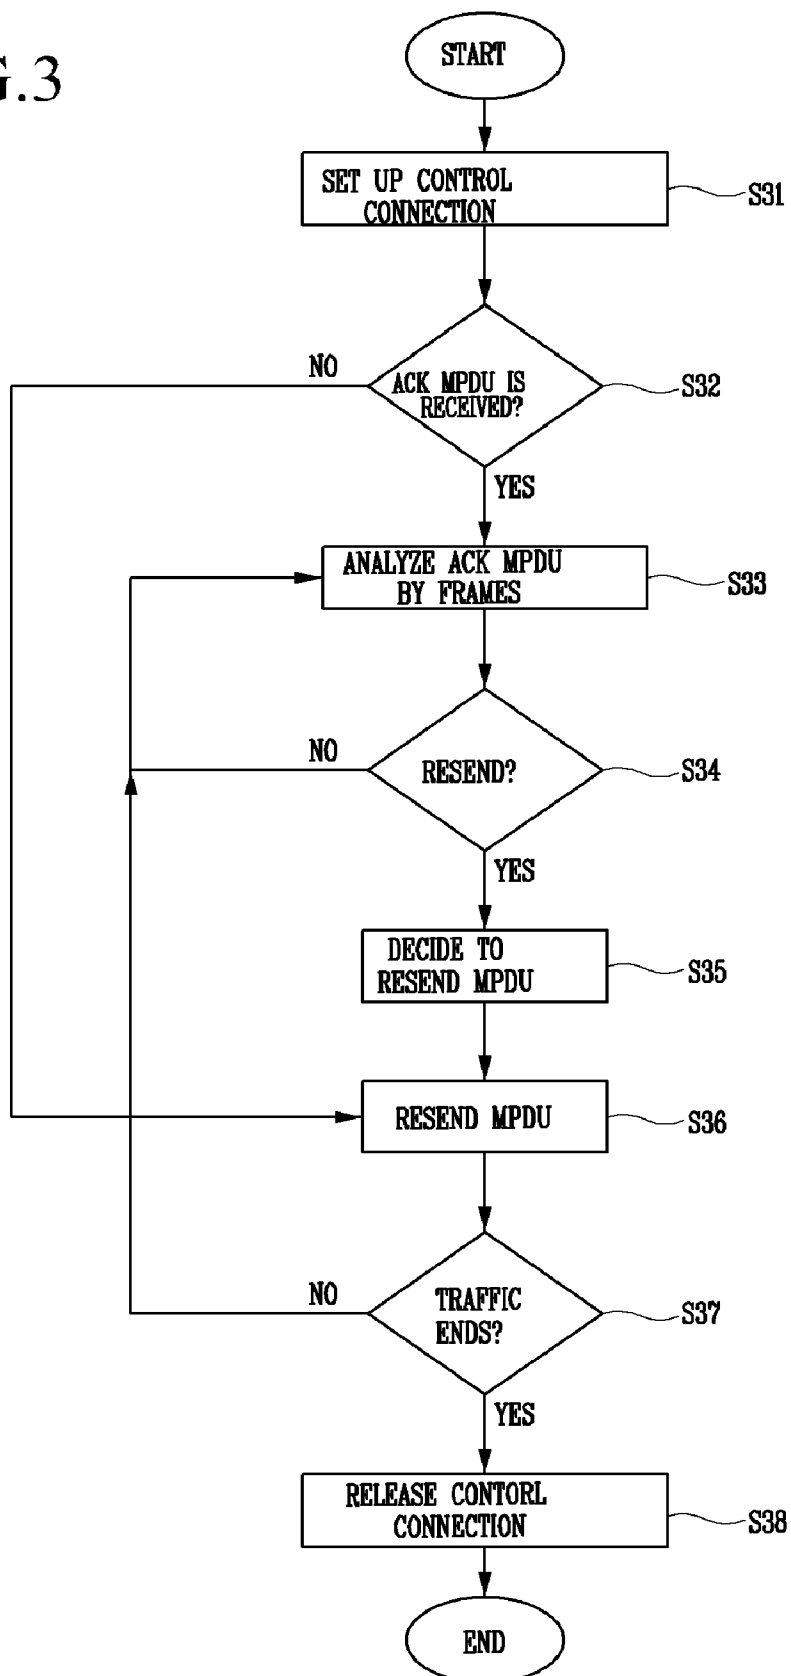 G.3
START
SET UP CONTROL
CONNECTION
S31
NO
ACK MPDU IS
RECEIVED?
S32
YES
ANALYZE ACK MPDU
BY FRAMES
S33
NO
RESEND?
S34
YES
DECIDE TO
RESEND MPDU
S35
RESEND MPDU
S36
NO
TRAFFIC
ENDS?
S37
YES
RELEASE CONTORL
CONNECTION
S38
END